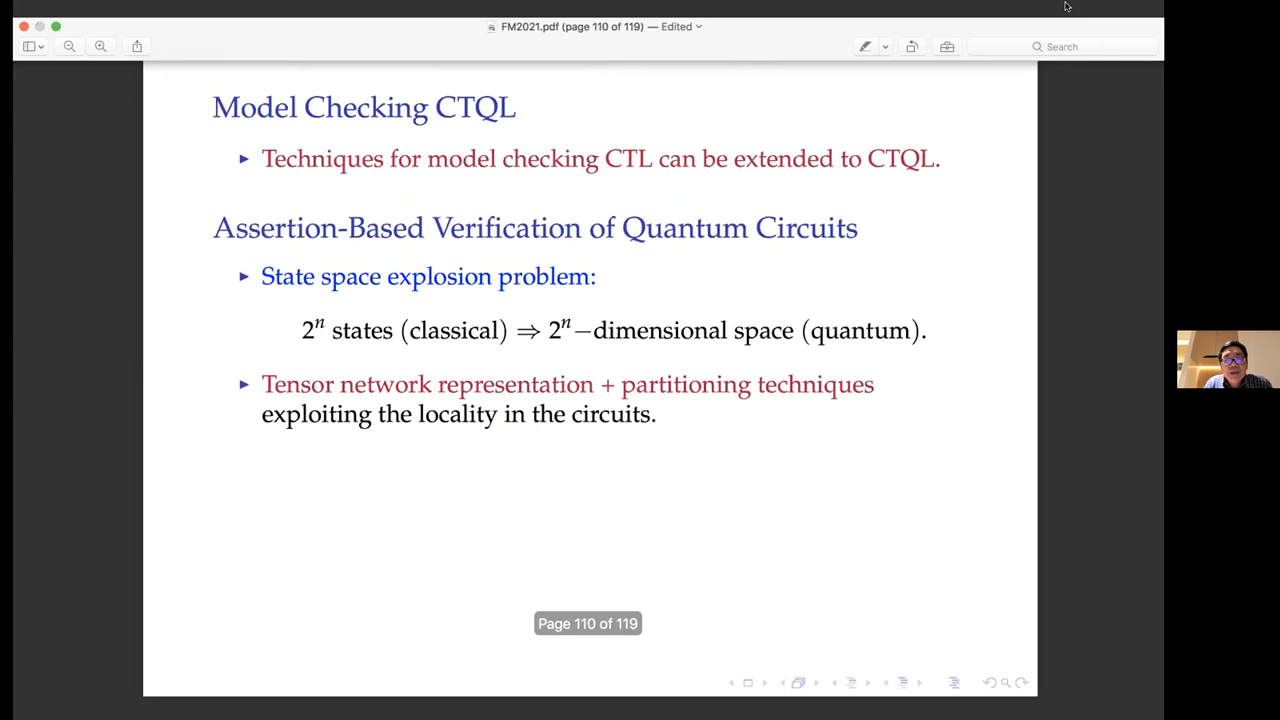 FM2021.pdf (page 110 of 119) — Edited
Search
Model Checking CTQL
▶ Techniques for model checking CTL can be extended to CTQL.
Assertion-Based Verification of Quantum Circuits
▶ State space explosion problem:
2ⁿ states (classical) ⇒ 2ⁿ−dimensional space (quantum).
▶ Tensor network representation + partitioning techniques
exploiting the locality in the circuits.
Page 110 of 119